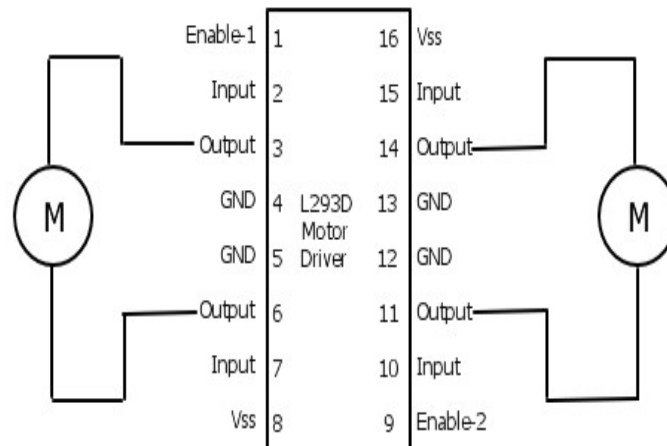 Enable-1 1 16 Vss
Input 2 15 Input
Output 3 14 Output
GND 4 L293D 13 GND
M Motor M
GND 5 Driver 12 GND
Output 6 11 Output
Input 7 10 Input
Vss 8 9 Enable-2